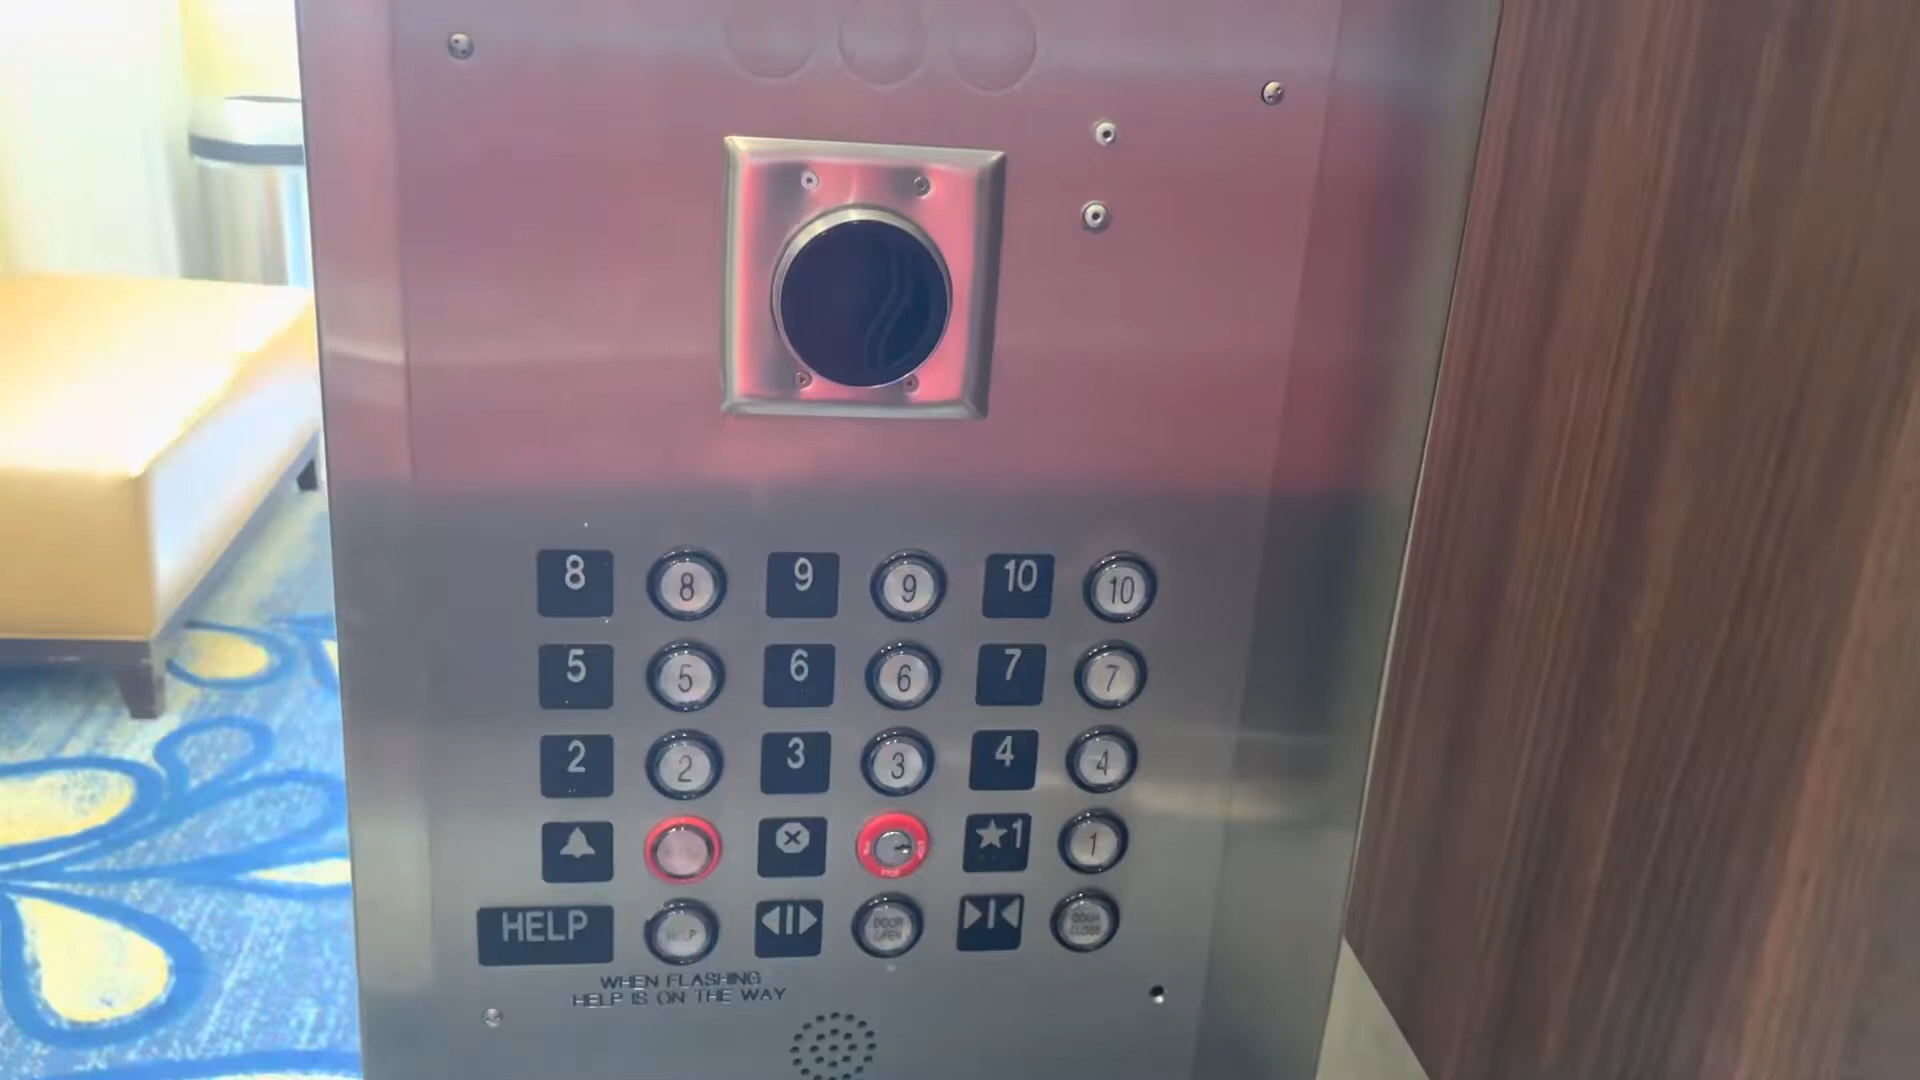 8 8 9 9 10 10
5 5 6 6 7 7
2 2 3 3 4 4
★1 1
HELP HELP DOOR OPEN DOOR CLOSE
WHEN FLASHING
HELP IS ON THE WAY